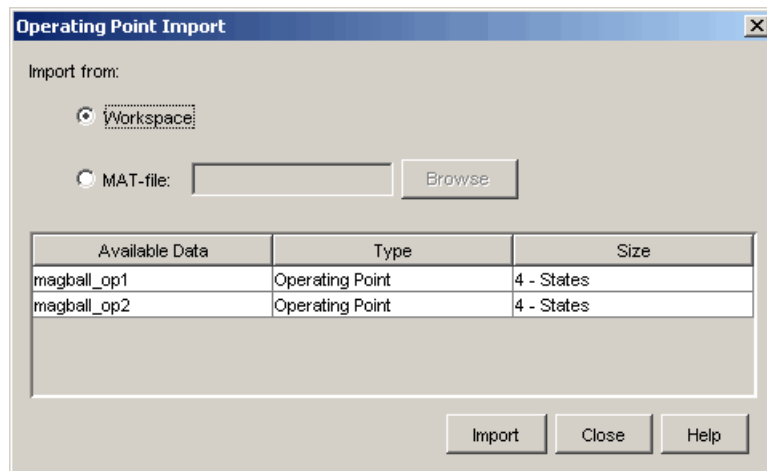 Operating Point Import
Import from:
Workspace
MAT-file: Browse
Available Data Type Size
magball_op1 Operating Point 4 - States
magball_op2 Operating Point 4 - States
Import Close Help